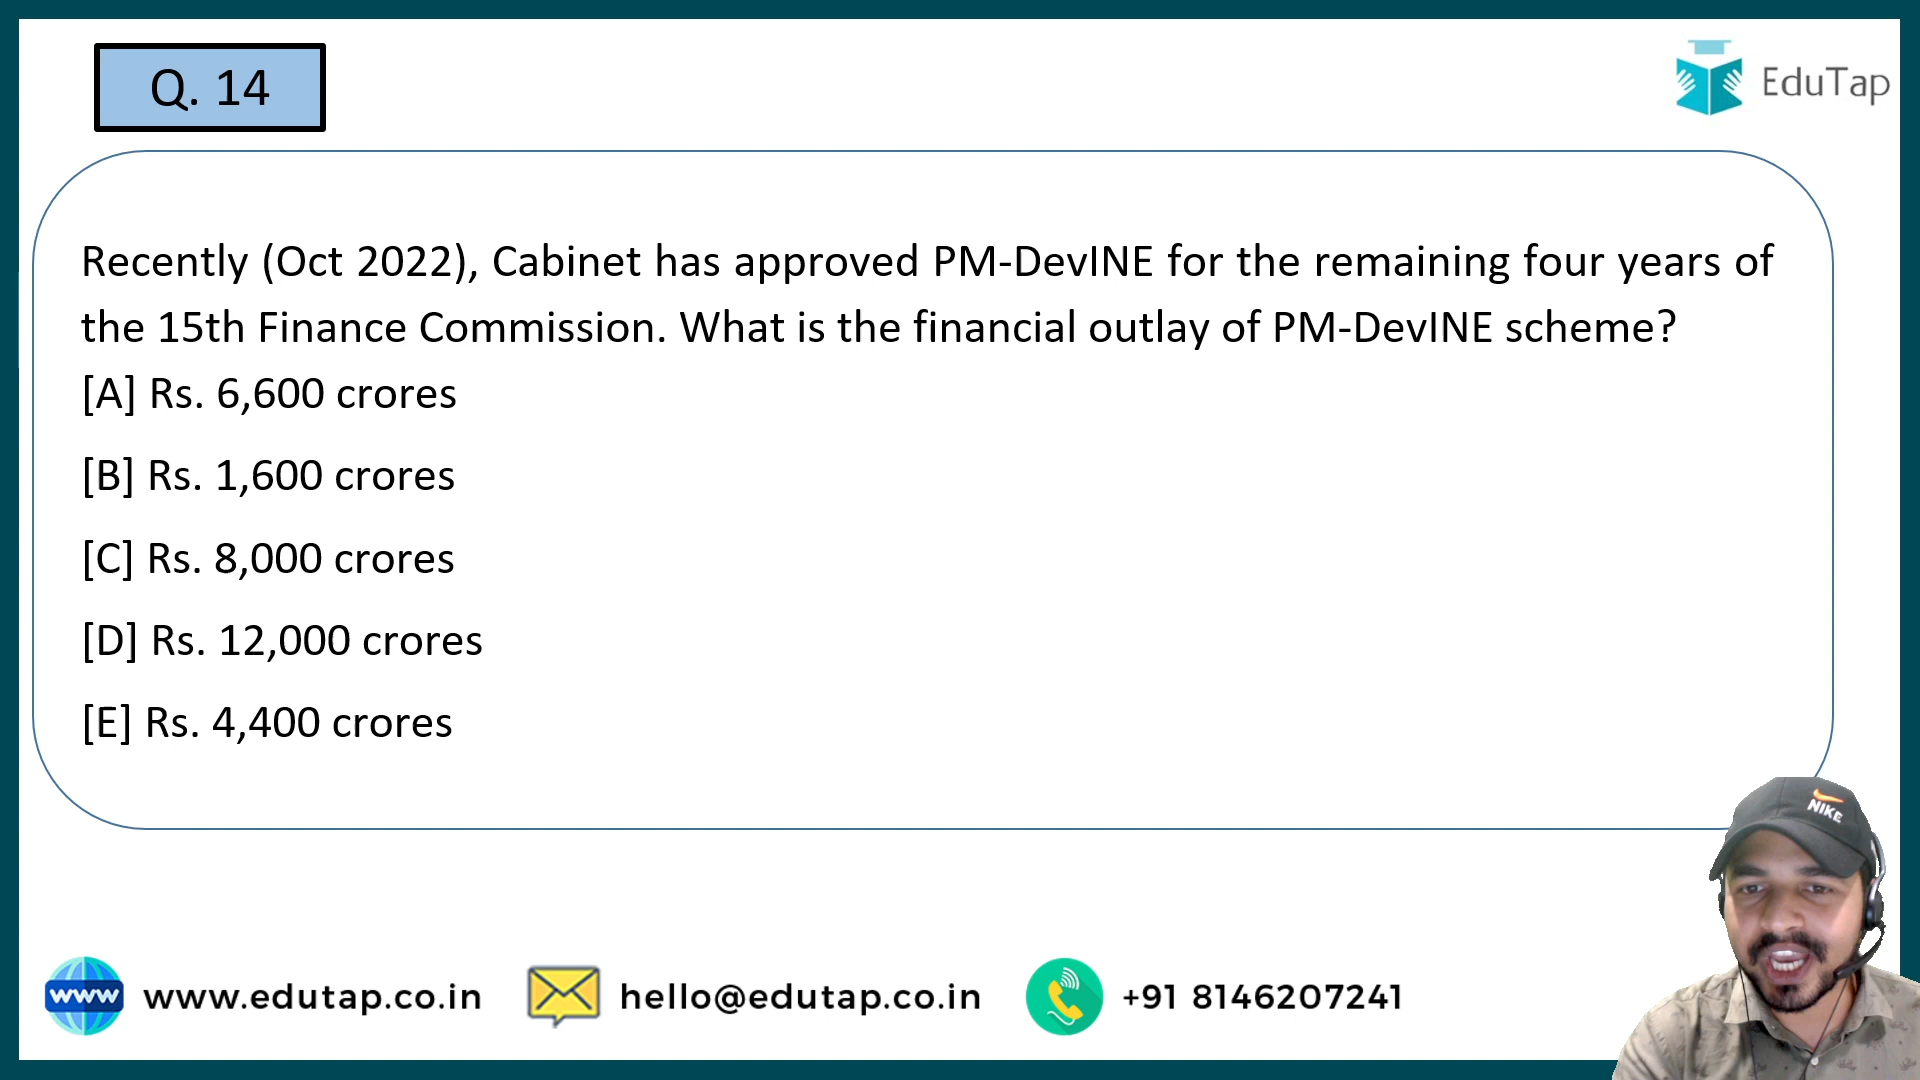 Q. 14
EduTap
Recently (Oct 2022), Cabinet has approved PM-DevINE for the remaining four years of
the 15th Finance Commission. What is the financial outlay of PM-DevINE scheme?
[A] Rs. 6,600 crores
[B] Rs. 1,600 crores
[C] Rs. 8,000 crores
[D] Rs. 12,000 crores
[E] Rs. 4,400 crores
NIKE
www www.edutap.co.in hello@edutap.co.in +91 8146207241